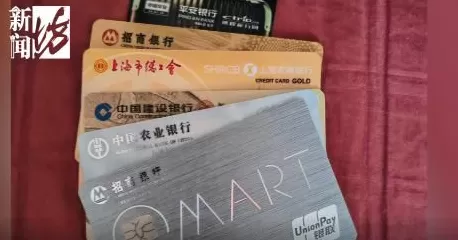 新闻坊
平安银行
招商银行
上海市总工会
CREDIT CARD GOLD
中国建设银行
China Construction Bank
中国农业银行
招商银行
MART
UnionPay
银联